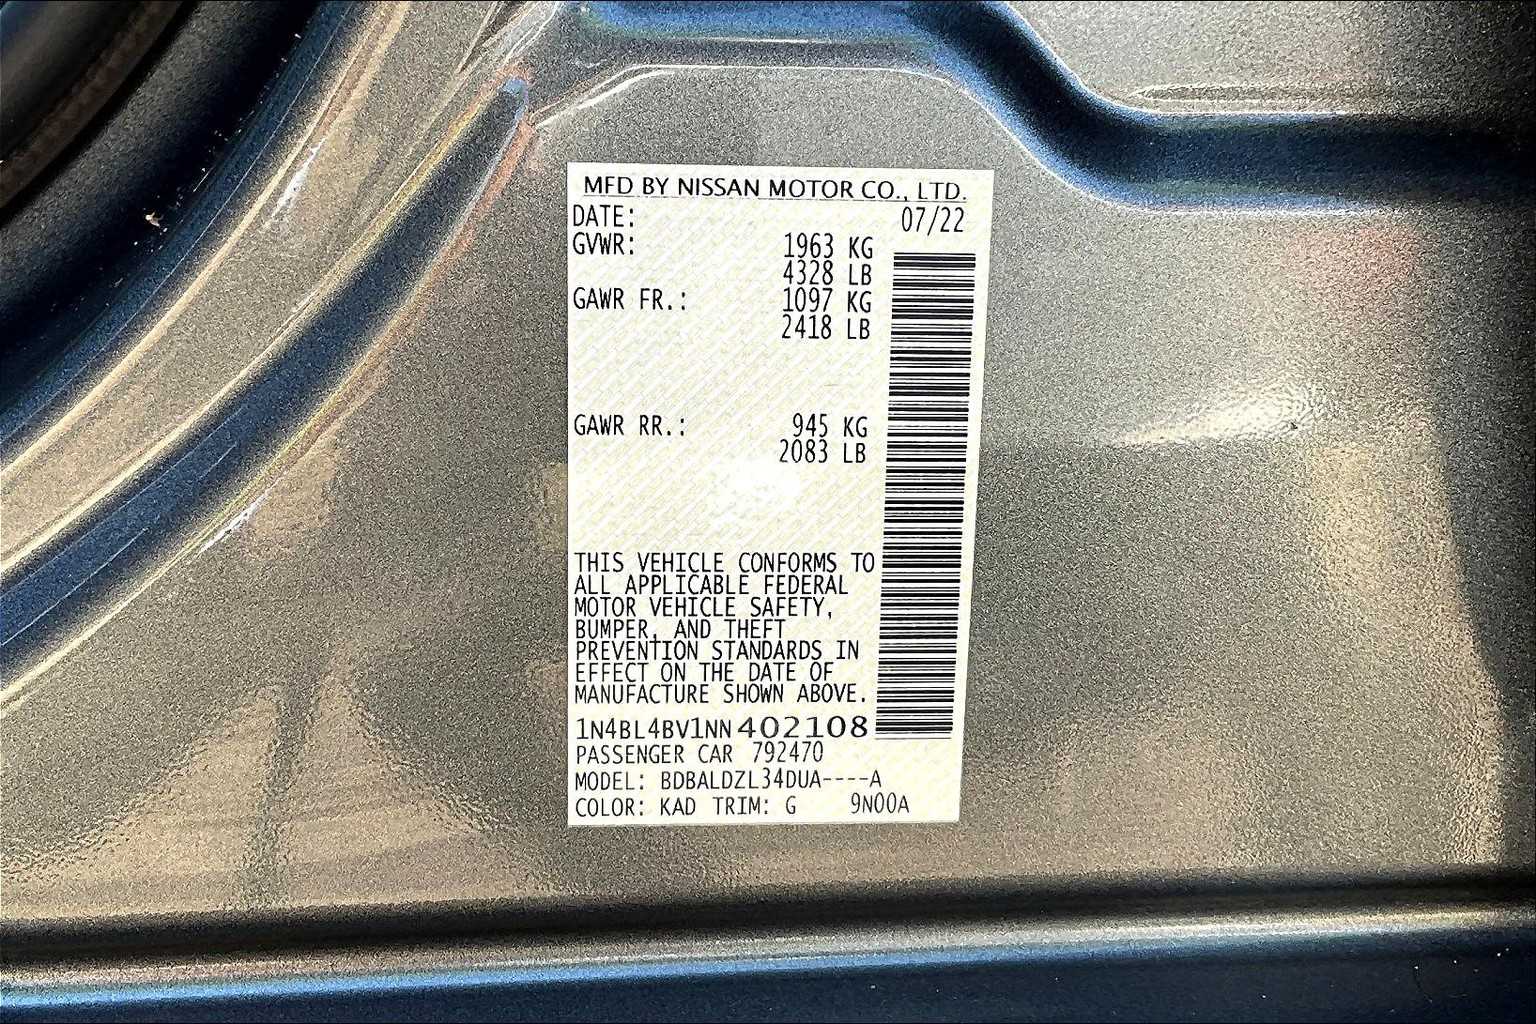 MFD BY NISSAN MOTOR CO., LTD.
DATE: 07/22
GVWR: 1963 KG
4328 LB
GAWR FR.: 1097 KG
2418 LB
GAWR RR.: 945 KG
2083 LB
THIS VEHICLE CONFORMS TO
ALL APPLICABLE FEDERAL
MOTOR VEHICLE SAFETY,
BUMPER, AND THEFT
PREVENTION STANDARDS IN
EFFECT ON THE DATE OF
MANUFACTURE SHOWN ABOVE.
1N4BL4BV1NN402108
PASSENGER CAR 792470
MODEL: BDBALDZL34DUA----A
COLOR: KAD TRIM: G 9N00A